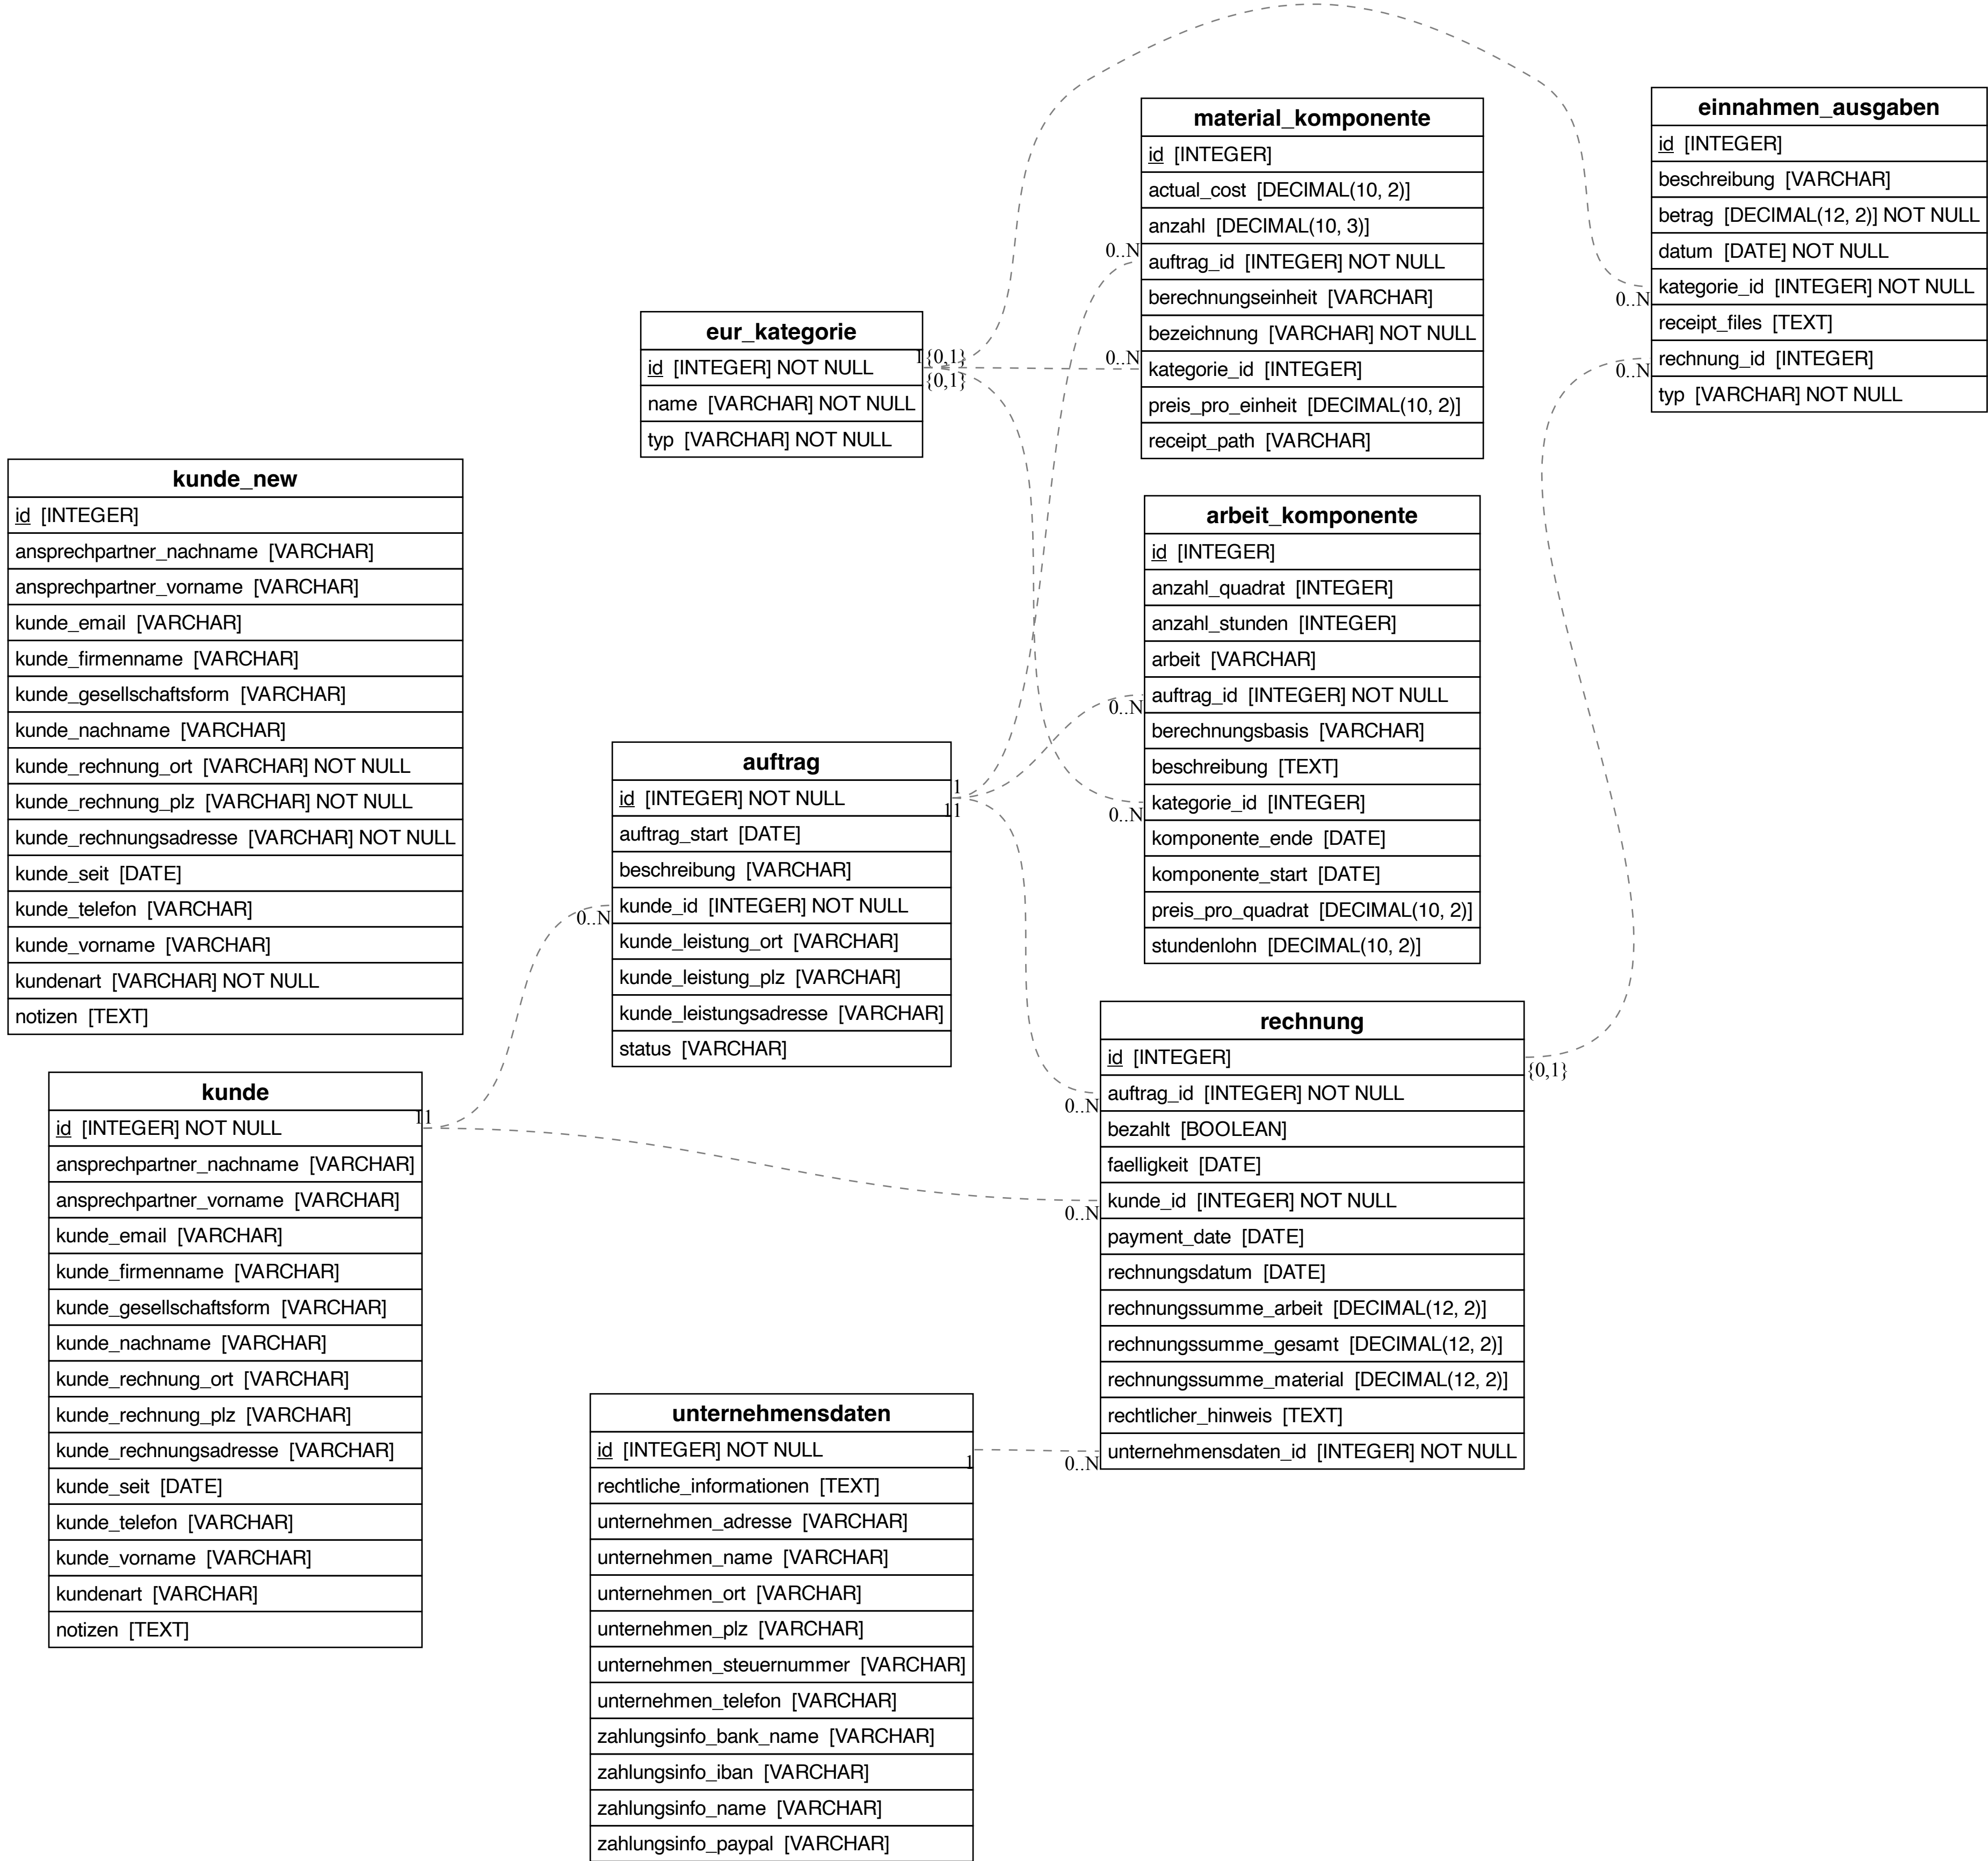 material_komponente
id [INTEGER]
actual_cost [DECIMAL(10, 2)]
anzahl [DECIMAL(10, 3)]
auftrag_id [INTEGER] NOT NULL
berechnungseinheit [VARCHAR]
bezeichnung [VARCHAR] NOT NULL
kategorie_id [INTEGER]
preis_pro_einheit [DECIMAL(10, 2)]
receipt_path [VARCHAR]
0..N
0..N
einnahmen_ausgaben
id [INTEGER]
beschreibung [VARCHAR]
betrag [DECIMAL(12, 2)] NOT NULL
datum [DATE] NOT NULL
kategorie_id [INTEGER] NOT NULL
receipt_files [TEXT]
rechnung_id [INTEGER]
typ [VARCHAR] NOT NULL
0..N
0..N
eur_kategorie
id [INTEGER] NOT NULL
name [VARCHAR] NOT NULL
typ [VARCHAR] NOT NULL
1{0,1}
{0,1}
kunde_new
id [INTEGER]
ansprechpartner_nachname [VARCHAR]
ansprechpartner_vorname [VARCHAR]
kunde_email [VARCHAR]
kunde_firmenname [VARCHAR]
kunde_gesellschaftsform [VARCHAR]
kunde_nachname [VARCHAR]
kunde_rechnung_ort [VARCHAR] NOT NULL
kunde_rechnung_plz [VARCHAR] NOT NULL
kunde_rechnungsadresse [VARCHAR] NOT NULL
kunde_seit [DATE]
kunde_telefon [VARCHAR]
kunde_vorname [VARCHAR]
kundenart [VARCHAR] NOT NULL
notizen [TEXT]
arbeit_komponente
id [INTEGER]
anzahl_quadrat [INTEGER]
anzahl_stunden [INTEGER]
arbeit [VARCHAR]
auftrag_id [INTEGER] NOT NULL
berechnungsbasis [VARCHAR]
beschreibung [TEXT]
kategorie_id [INTEGER]
komponente_ende [DATE]
komponente_start [DATE]
preis_pro_quadrat [DECIMAL(10, 2)]
stundenlohn [DECIMAL(10, 2)]
0..N
0..N
auftrag
id [INTEGER] NOT NULL
auftrag_start [DATE]
beschreibung [VARCHAR]
kunde_id [INTEGER] NOT NULL
kunde_leistung_ort [VARCHAR]
kunde_leistung_plz [VARCHAR]
kunde_leistungsadresse [VARCHAR]
status [VARCHAR]
1
11
0..N
kunde
id [INTEGER] NOT NULL
ansprechpartner_nachname [VARCHAR]
ansprechpartner_vorname [VARCHAR]
kunde_email [VARCHAR]
kunde_firmenname [VARCHAR]
kunde_gesellschaftsform [VARCHAR]
kunde_nachname [VARCHAR]
kunde_rechnung_ort [VARCHAR]
kunde_rechnung_plz [VARCHAR]
kunde_rechnungsadresse [VARCHAR]
kunde_seit [DATE]
kunde_telefon [VARCHAR]
kunde_vorname [VARCHAR]
kundenart [VARCHAR]
notizen [TEXT]
11
rechnung
id [INTEGER]
auftrag_id [INTEGER] NOT NULL
bezahlt [BOOLEAN]
faelligkeit [DATE]
kunde_id [INTEGER] NOT NULL
payment_date [DATE]
rechnungsdatum [DATE]
rechnungssumme_arbeit [DECIMAL(12, 2)]
rechnungssumme_gesamt [DECIMAL(12, 2)]
rechnungssumme_material [DECIMAL(12, 2)]
rechtlicher_hinweis [TEXT]
unternehmensdaten_id [INTEGER] NOT NULL
{0,1}
0..N
0..N
0..N
unternehmensdaten
id [INTEGER] NOT NULL
rechtliche_informationen [TEXT]
unternehmen_adresse [VARCHAR]
unternehmen_name [VARCHAR]
unternehmen_ort [VARCHAR]
unternehmen_plz [VARCHAR]
unternehmen_steuernummer [VARCHAR]
unternehmen_telefon [VARCHAR]
zahlungsinfo_bank_name [VARCHAR]
zahlungsinfo_iban [VARCHAR]
zahlungsinfo_name [VARCHAR]
zahlungsinfo_paypal [VARCHAR]
1